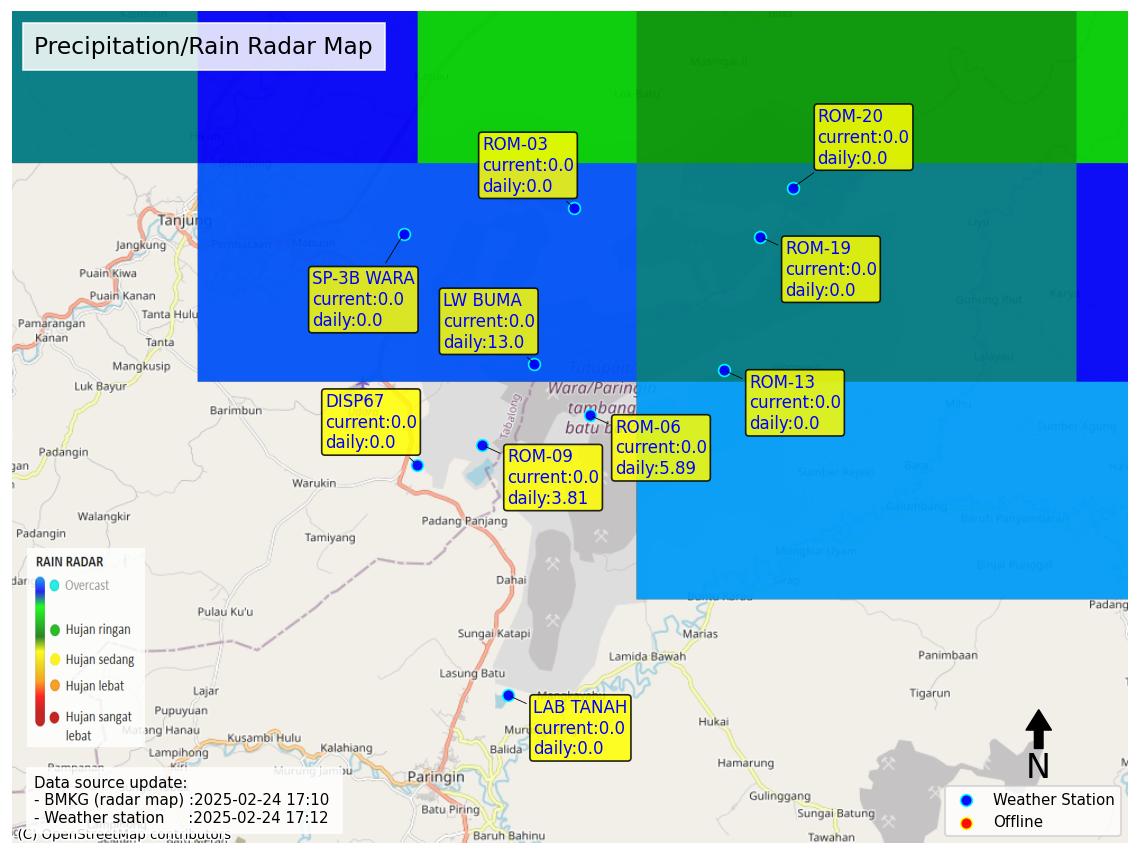 Precipitation/Rain Radar Map
ROM-20
current:0.0
daily:0.0
ROM-03
current:0.0
daily:0.0
Tanjung
Jangkung
ROM-19
current:0.0
daily:0.0
Puain Kiwa
Puain Kanan
SP-3B WARA
current:0.0
daily:0.0
LW BUMA
current:0.0
daily:13.0
Tanta Hulu
Pamarangan
Kanan
Tanta
Mangkusip
Luk Bayur
Wara/Paringin
tambang
batu b
ROM-13
current:0.0
daily:0.0
DISP67
current:0.0
daily:0.0
Tabalong
Barimbun
ROM-06
current:0.0
daily:5.89
ROM-09
current:0.0
daily:3.81
Padangin
Warukin
Walangkir
Padang Panjang
Padangin
Tamiyang
RAIN RADAR
Overcast
Hujan ringan
Hujan sedang
Hujan lebat
Hujan sangat
lebat
Dahai
Pulau Ku'u
Sungai Katapi
Marias
Padang
Lamida Bawah
Panimbaan
Lasung Batu
Tigarun
Lajar
Pupuyuan
LAB TANAH
current:0.0
daily:0.0
Hukai
Matang Hanau
Kusambi Hulu
Kalahiang
Lampihong
Balida
Murung Jambu
Hamarung
N
Paringin
Data source update:
- BMKG (radar map) :2025-02-24 17:10
- Weather station :2025-02-24 17:12
Gulinggang
Batu Piring
Sungai Batung
Weather Station
Offline
(C) OpenStreetMap contributors
Baruh Bahinu
Tawahan